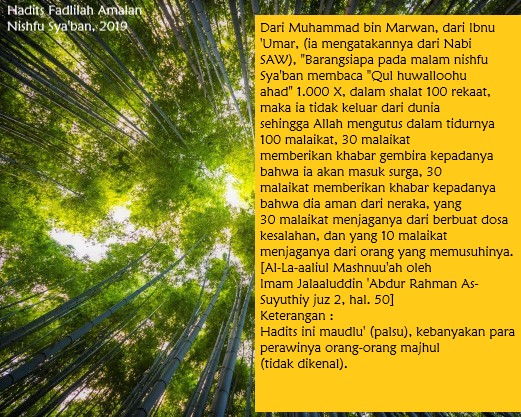 Hadits Fadlilah Amalan
Nishfu Sya'ban, 2019
Dari Muhammad bin Marwan, dari Ibnu
'Umar, (ia mengatakannya dari Nabi
SAW), "Barangsiapa pada malam nishfu
Sya'ban membaca "Qul huwalloohu
ahad" 1.000 X, dalam shalat 100 rekaat,
maka ia tidak keluar dari dunia
sehingga Allah mengutus dalam tidurnya
100 malaikat, 30 malaikat
memberikan khabar gembira kepadanya
bahwa ia akan masuk surga, 30
malaikat memberikan khabar kepadanya
bahwa dia aman dari neraka, yang
30 malaikat menjaganya dari berbuat dosa
kesalahan, dan yang 10 malaikat
menjaganya dari orang yang memusuhinya.
[Al-La-aaliul Mashnuu'ah oleh
Imam Jalaaluddin 'Abdur Rahman As-
Suyuthiy juz 2, hal. 50]
Keterangan :
Hadits ini maudlu' (palsu), kebanyakan para
perawinya orang-orang majhul
(tidak dikenal).